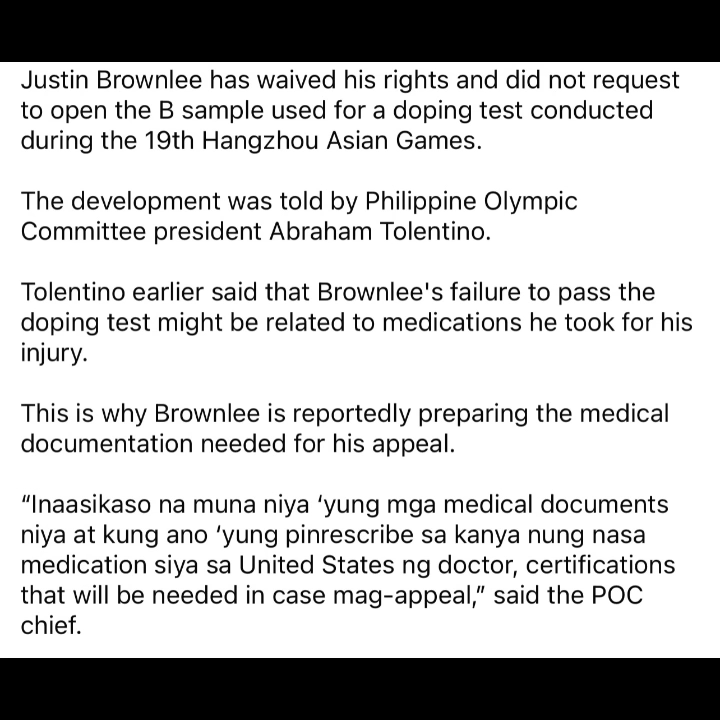 Justin Brownlee has waived his rights and did not request
to open the B sample used for a doping test conducted
during the 19th Hangzhou Asian Games.
The development was told by Philippine Olympic
Committee president Abraham Tolentino.
Tolentino earlier said that Brownlee's failure to pass the
doping test might be related to medications he took for his
injury.
This is why Brownlee is reportedly preparing the medical
documentation needed for his appeal.
“Inaasikaso na muna niya ‘yung mga medical documents
niya at kung ano ‘yung pinrescribe sa kanya nung nasa
medication siya sa United States ng doctor, certifications
that will be needed in case mag-appeal,” said the POC
chief.